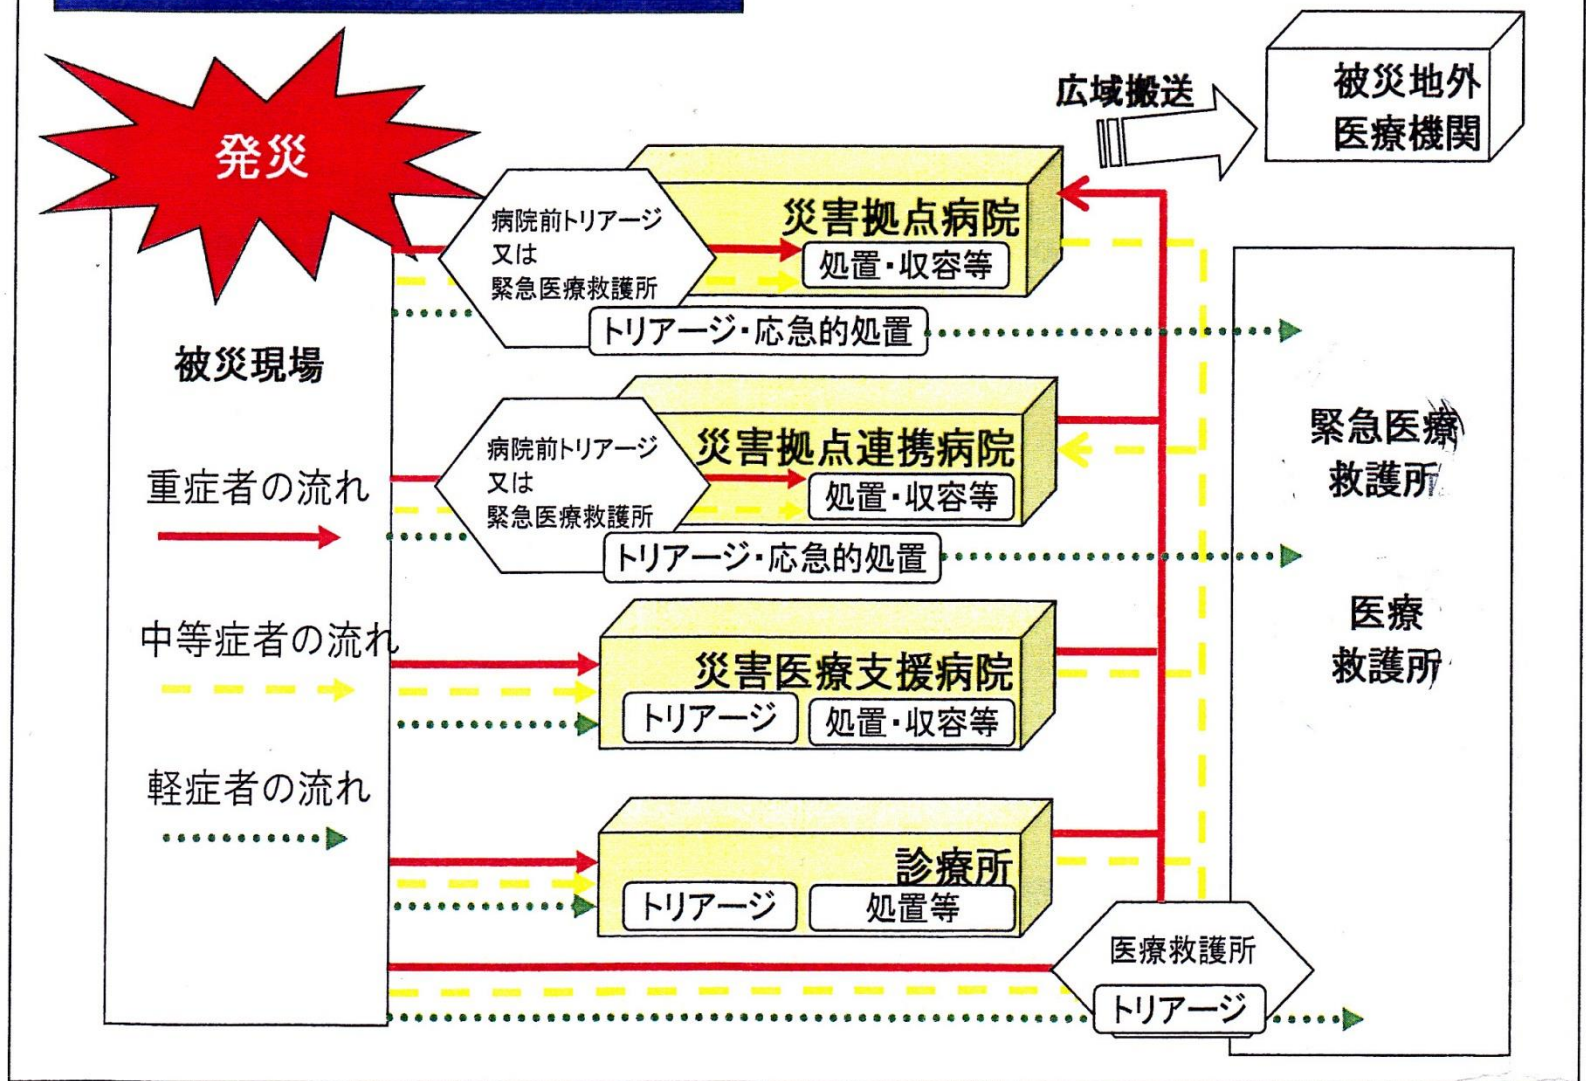 発災
広域搬送
被災地外
医療機関
被災現場
重症者の流れ
中等症者の流れ
軽症者の流れ
病院前トリアージ
又は
緊急医療救護所
災害拠点病院
処置・収容等
トリアージ・応急的処置
病院前トリアージ
又は
緊急医療救護所
災害拠点連携病院
処置・収容等
トリアージ・応急的処置
災害医療支援病院
トリアージ
処置・収容等
診療所
トリアージ
処置等
医療救護所
トリアージ
緊急医療
救護所
医療
救護所